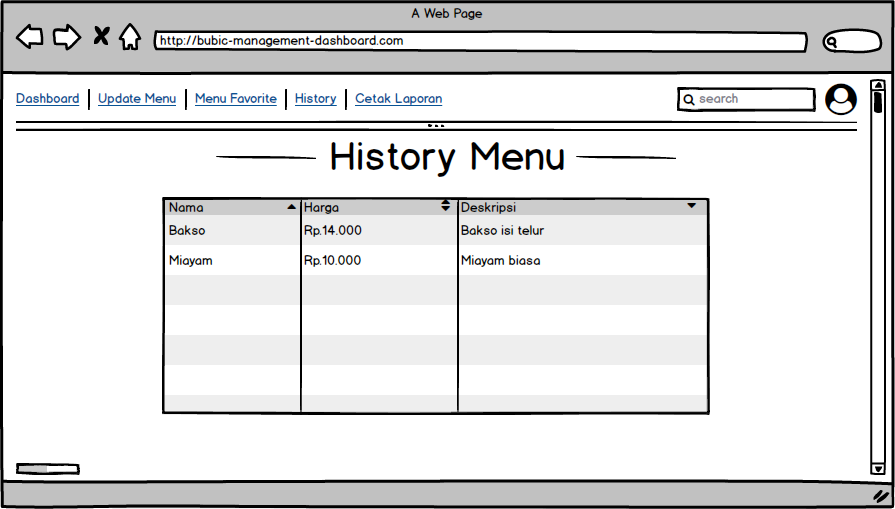 A Web Page
http://bubic-management-dashboard.com
Dashboard Update Menu Menu Favorite History Cetak Laporan search
History Menu
Nama Harga Deskripsi
Bakso Rp.14.000 Bakso isi telur
Miayam Rp.10.000 Miayam biasa